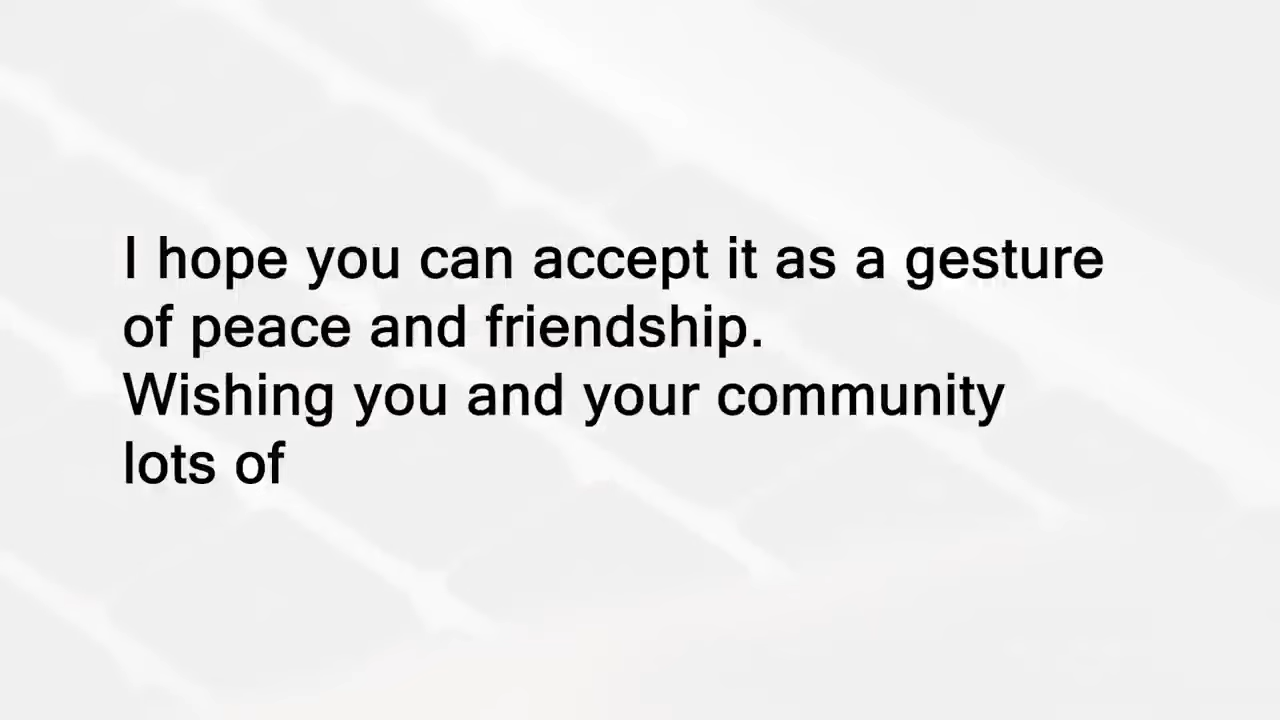 I hope you can accept it as a gesture
of peace and friendship.
Wishing you and your community
lots of